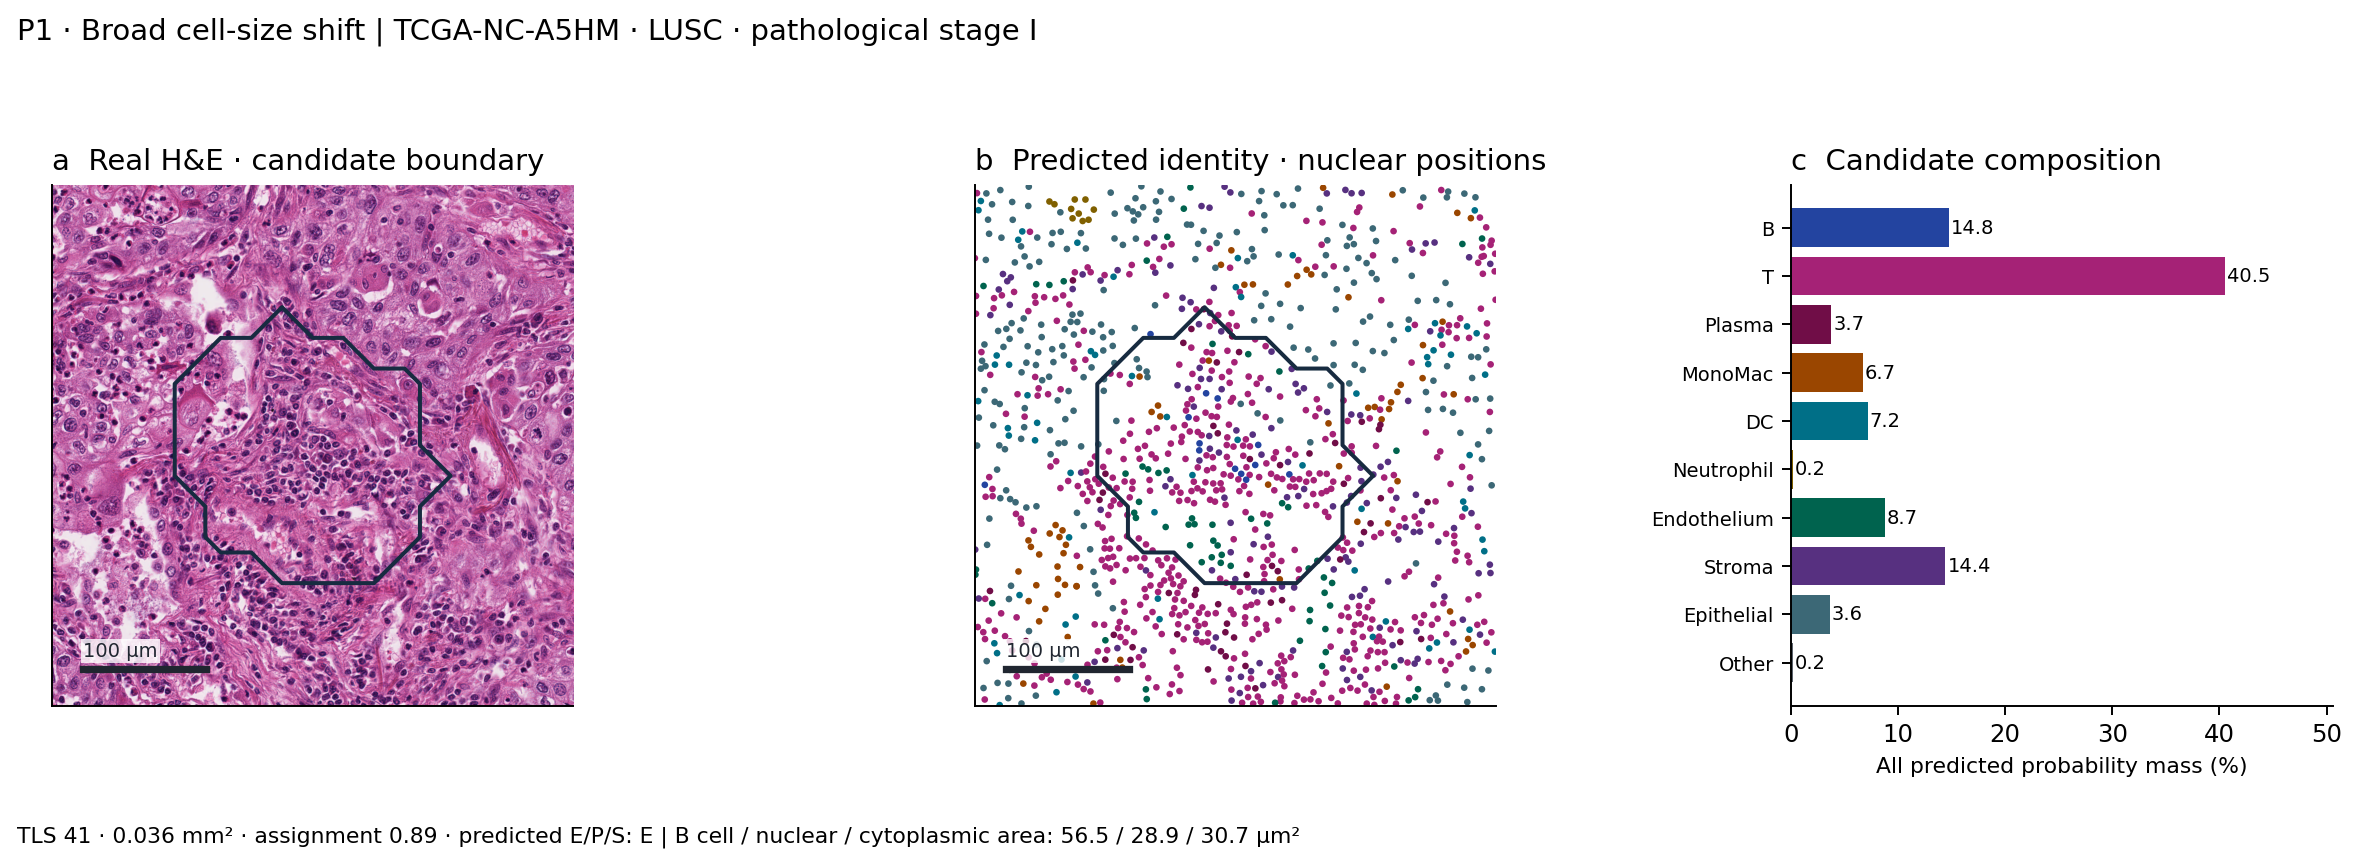 P1 · Broad cell-size shift | TCGA-NC-A5HM · LUSC · pathological stage I
a Real H&E · candidate boundary
100 µm
b Predicted identity · nuclear positions
100 µm
c Candidate composition
B 14.8
T 40.5
Plasma 3.7
MonoMac 6.7
DC 7.2
Neutrophil 0.2
Endothelium 8.7
Stroma 14.4
Epithelial 3.6
Other 0.2
0 10 20 30 40 50
All predicted probability mass (%)
TLS 41 · 0.036 mm² · assignment 0.89 · predicted E/P/S: E | B cell / nuclear / cytoplasmic area: 56.5 / 28.9 / 30.7 µm²